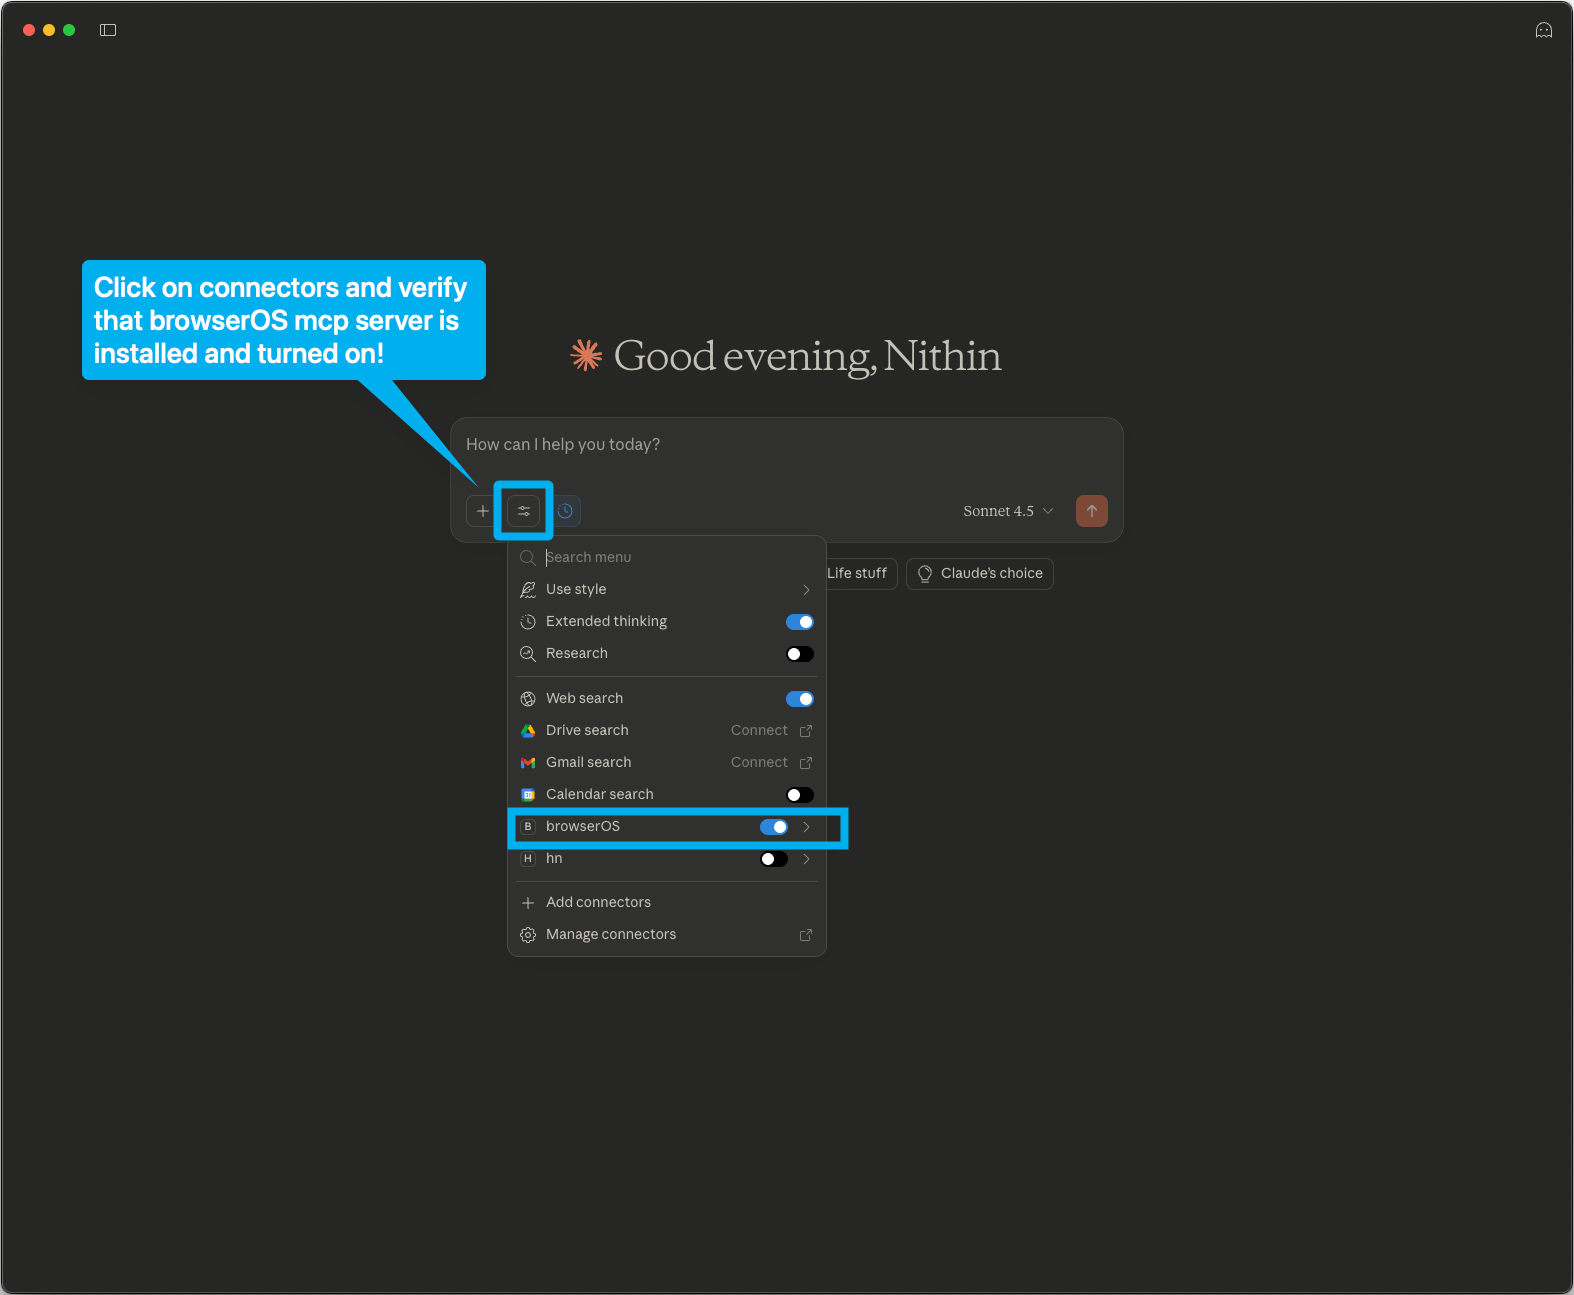 Click on connectors and verify
that browserOS mcp server is
installed and turned on!
Good evening, Nithin
How can I help you today?
Sonnet 4.5
Search menu
Life stuff
Claude's choice
Use style
Extended thinking
Research
Web search
Drive search Connect
Gmail search Connect
31 Calendar search
B browserOS
H hn
Add connectors
Manage connectors